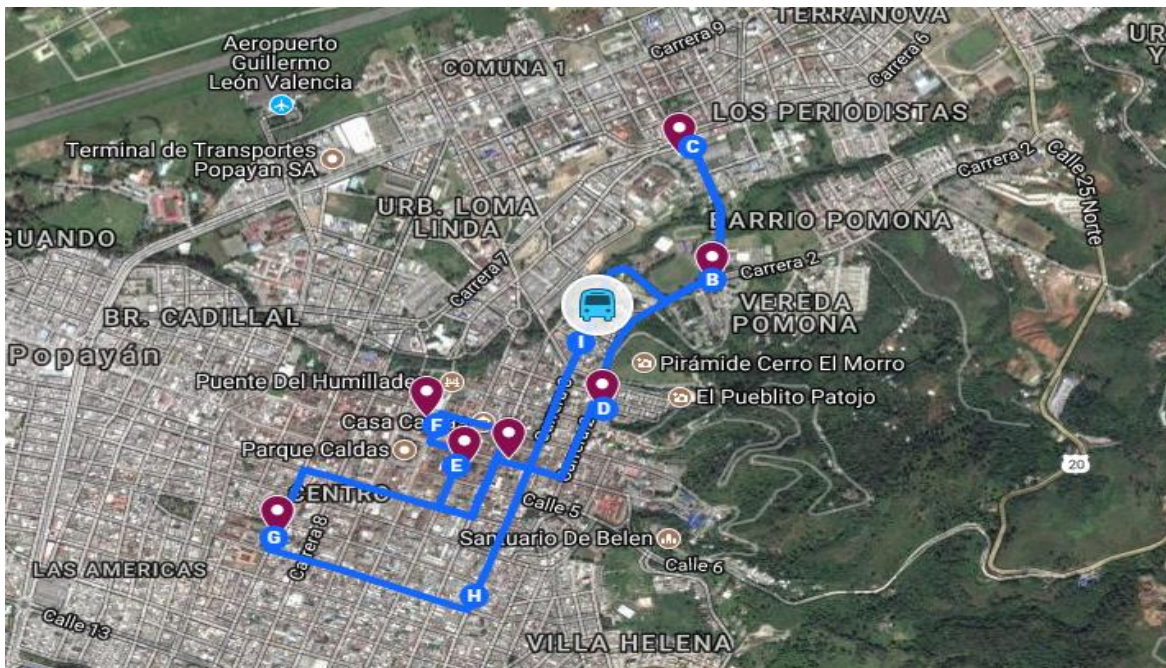 TERRANOVA
Carrera 9
Carrera 6
Aeropuerto
Guillermo
León Valencia
COMUNA 1
LOS PERIODISTAS
C
Terminal de Transportes
Popayan SA
Carrera 2
Calle 25 Norte
URB. LOMA
LINDA
BARRIO POMONA
GUANDO
Carrera 7
B
Carrera 2
VEREDA
POMONA
BR. CADILLAL
I
Popayán
Pirámide Cerro El Morro
Puente Del Humillade
El Pueblito Patojo
D
F
Casa Ca
Parque Caldas
E
20
CENTRO
Calle 5
G
Carrera 8
Santuario De Belen
Calle 6
LAS AMERICAS
H
Calle 13
VILLA HELENA